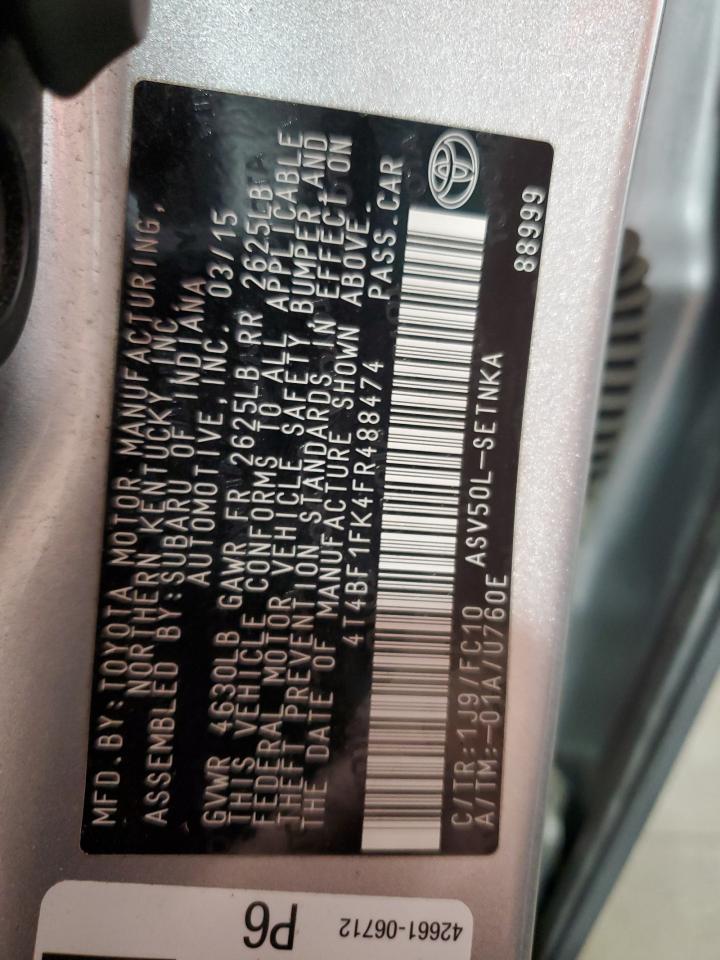 MFD.BY:TOYOTA MOTOR MANUFACTURING,
NORTHERN KENTUCKY INC
ASSEMBLED BY:SUBARU OF INDIANA
AUTOMOTIVE,INC. 03/15
GVWR 4630LB GAWR FR 2625LB RR 2625LB
THIS VEHICLE CONFORMS TO ALL APPLICABLE
FEDERAL MOTOR VEHICLE SAFETY,BUMPER AND
THEFT PREVENTION STANDARDS IN EFFECT ON
THE DATE OF MANUFACTURE SHOWN ABOVE.
4T4BF1FK4FR488474 PASS.CAR
C/TR:1J9/FC10 ASV50L-SETNKA
A/TM:-01A/U760E 88999
42661-06712
P6